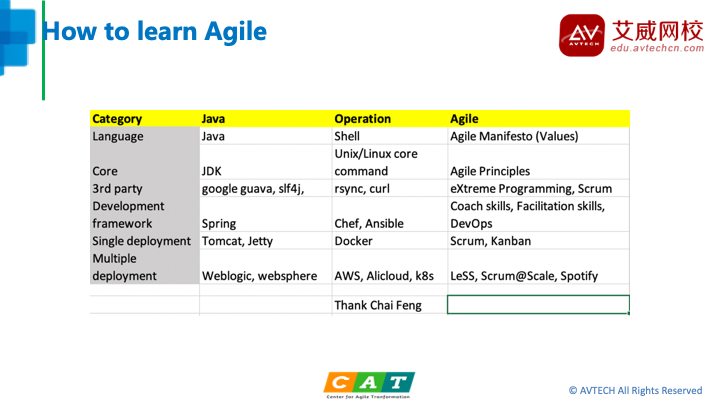 How to learn Agile
AV
AVTECH
艾威网校
edu.avtechcn.com
Category Java Operation Agile
Language Java Shell Agile Manifesto (Values)
Core JDK Unix/Linux core command Agile Principles
3rd party google guava, slf4j, rsync, curl eXtreme Programming, Scrum
Development framework Spring Chef, Ansible Coach skills, Facilitation skills, DevOps
Single deployment Tomcat, Jetty Docker Scrum, Kanban
Multiple deployment Weblogic, websphere AWS, Alicloud, k8s LeSS, Scrum@Scale, Spotify
Thank Chai Feng
CAT
Center for Agile Tranformation
© AVTECH All Rights Reserved